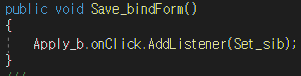 public void Save_bindForm()
{
Apply_b.onClick.AddListener(Set_sib);
}
///